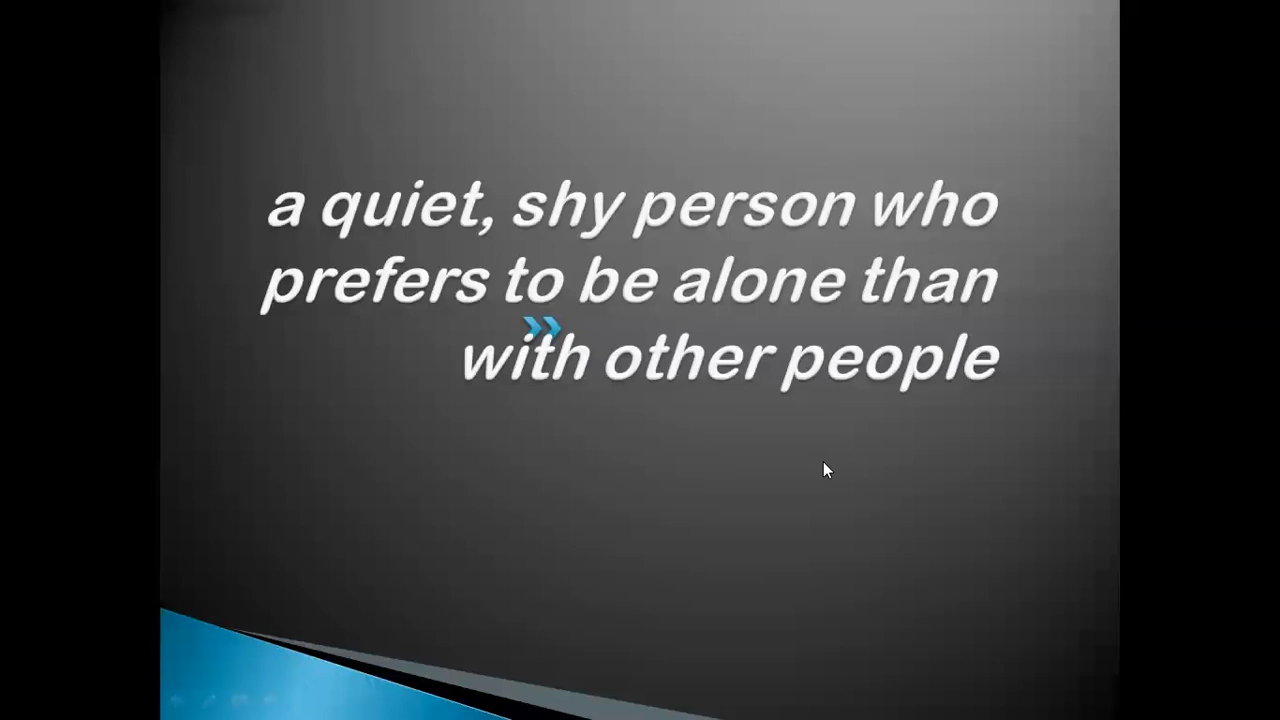 a quiet, shy person who
prefers to be alone than
with other people